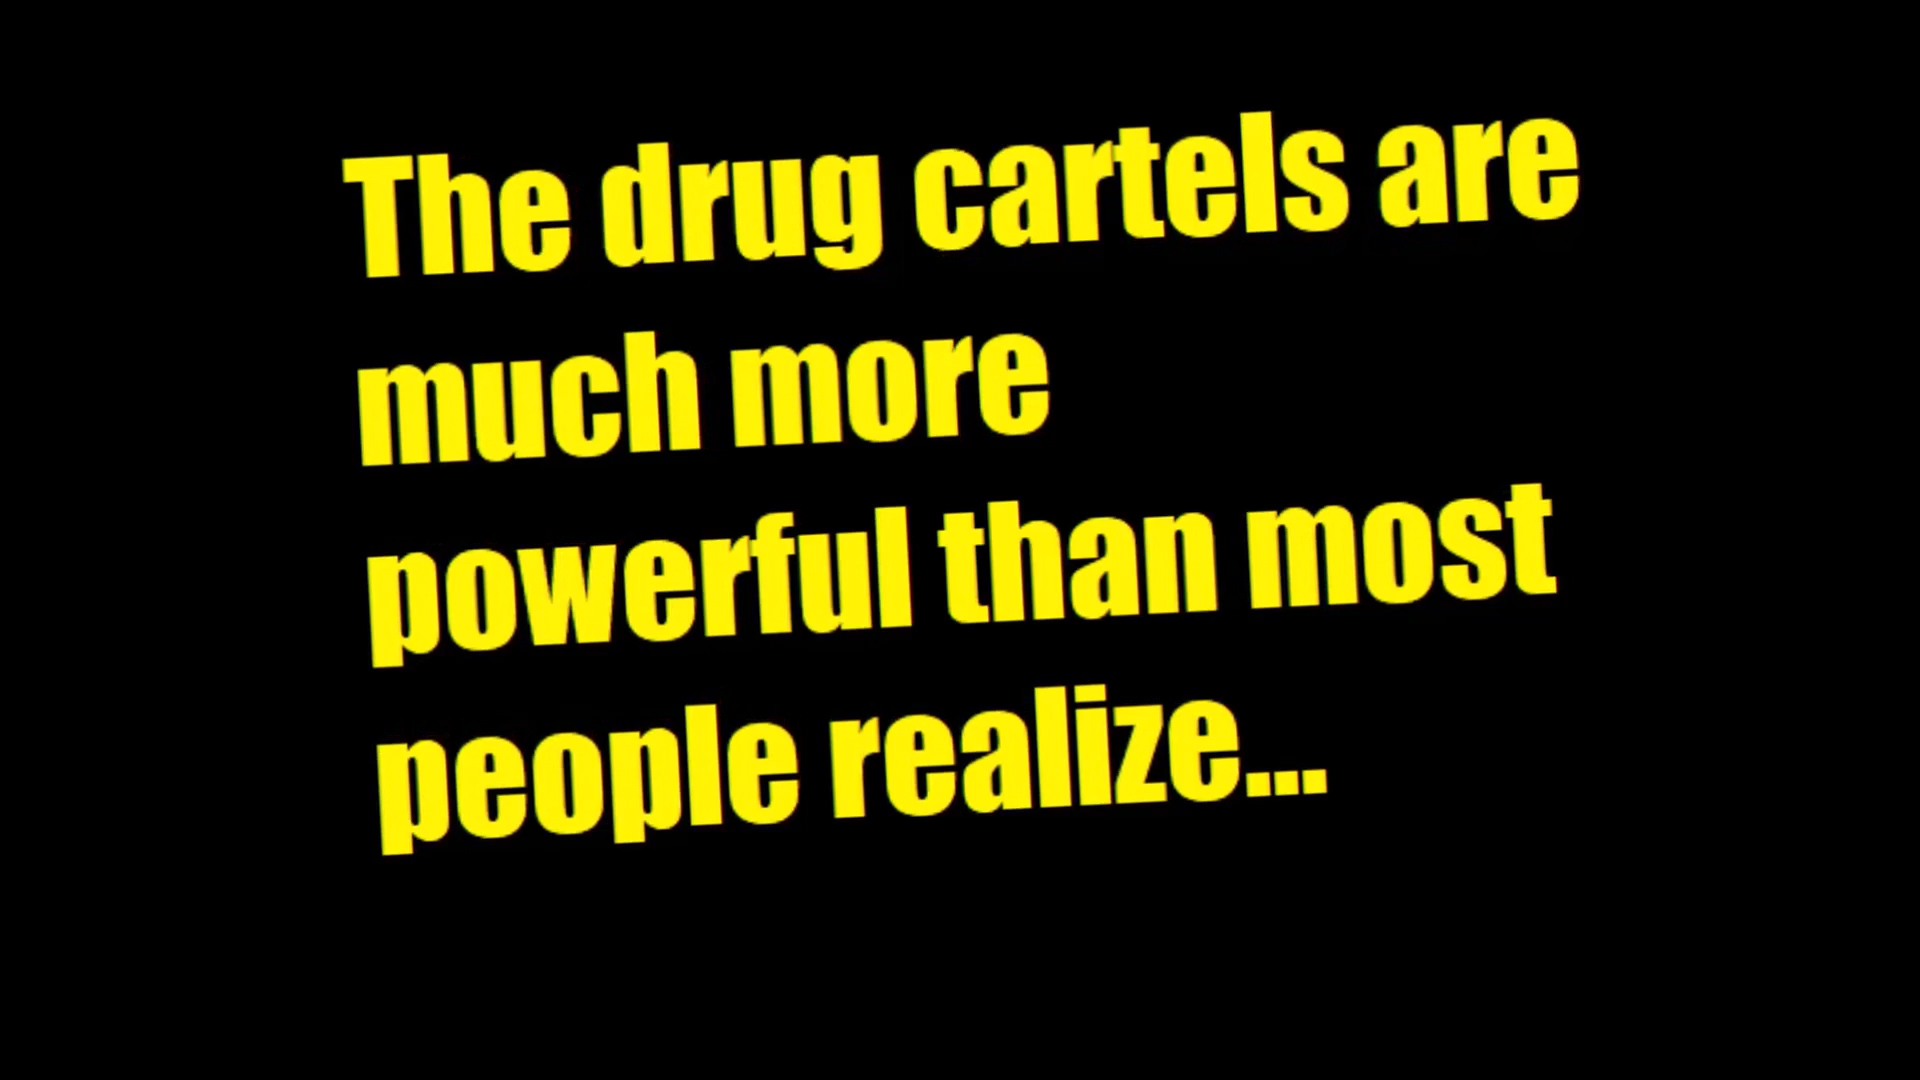 The drug cartels are
much more
powerful than most
people realize...